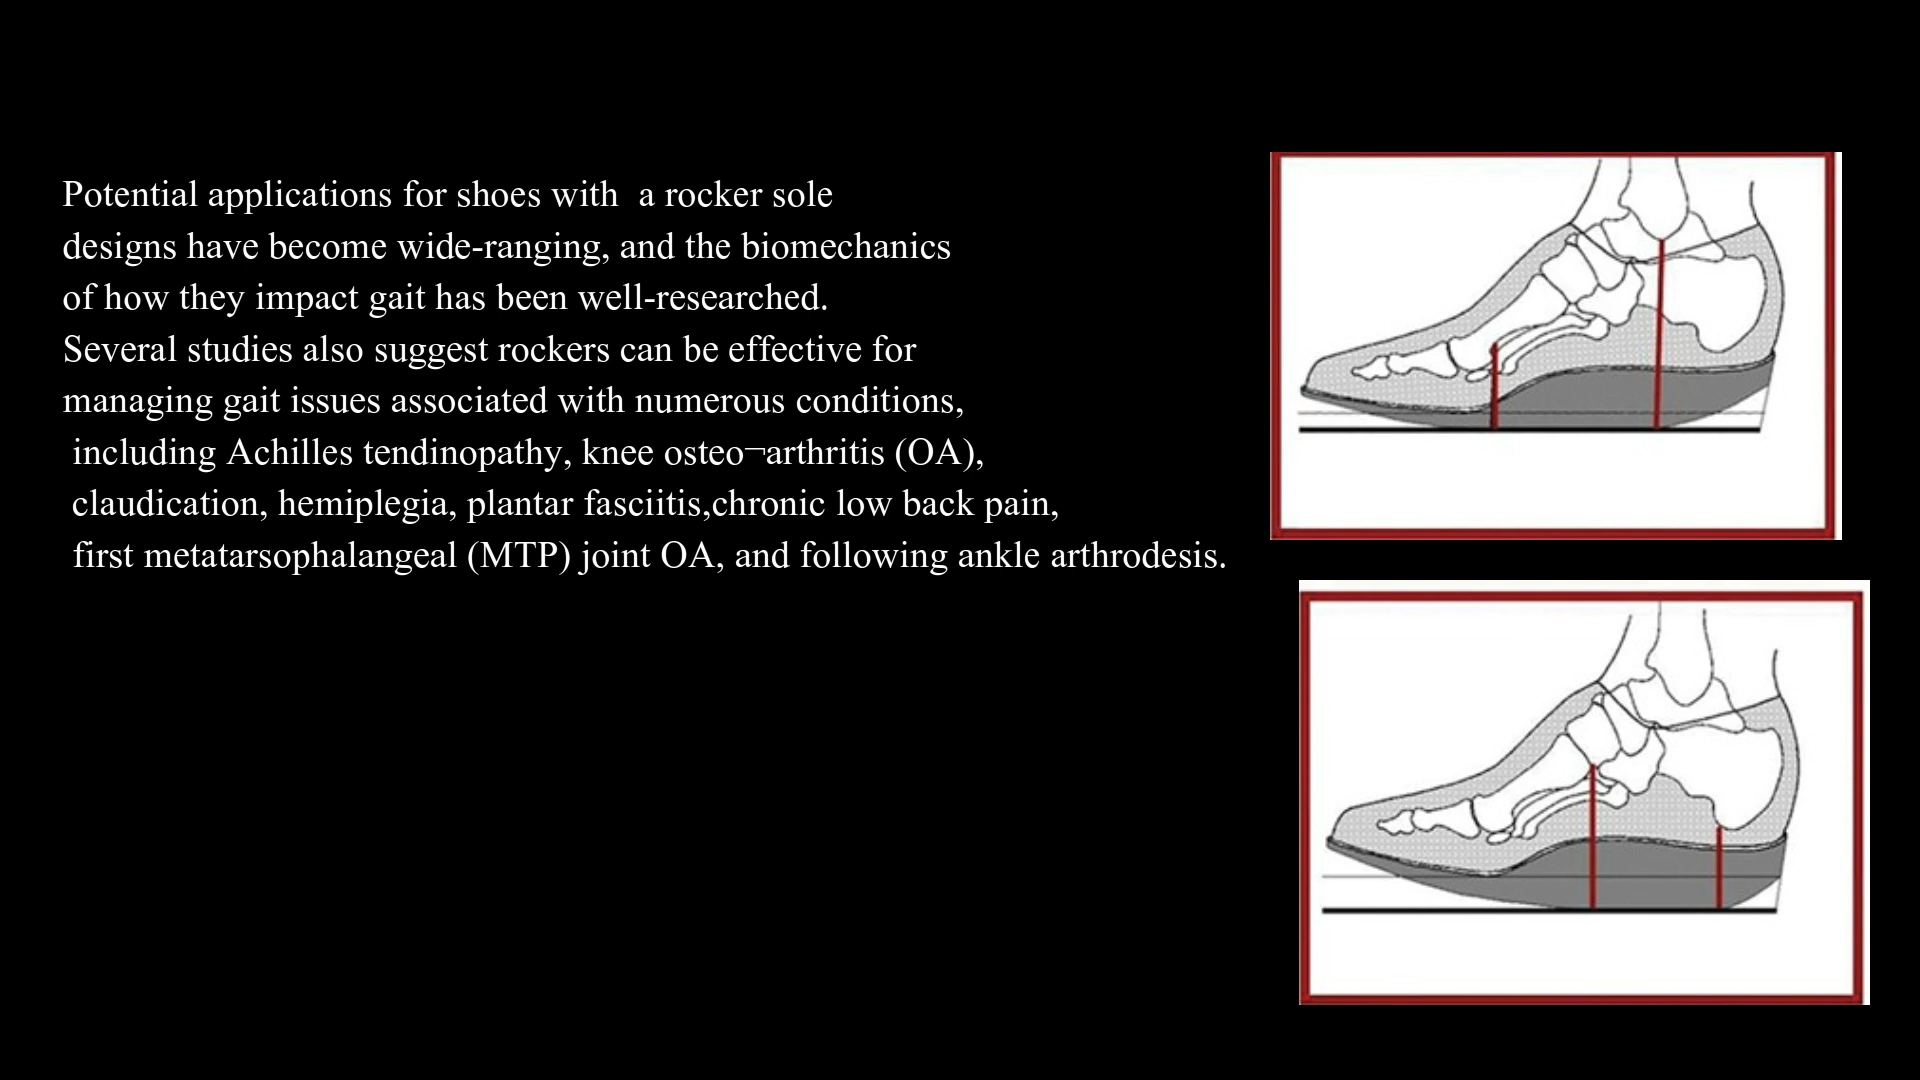 Potential applications for shoes with  a rocker sole
designs have become wide-ranging, and the biomechanics
of how they impact gait has been well-researched.
Several studies also suggest rockers can be effective for
managing gait issues associated with numerous conditions,
including Achilles tendinopathy, knee osteo¬arthritis (OA),
claudication, hemiplegia, plantar fasciitis,chronic low back pain,
first metatarsophalangeal (MTP) joint OA, and following ankle arthrodesis.